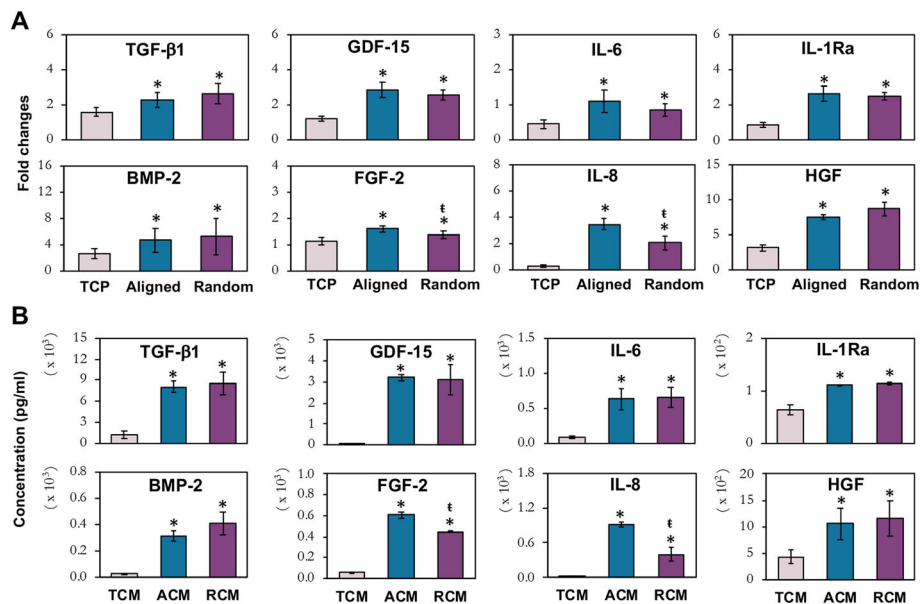 A
Fold changes
TGF-β1
6
4
2
0
*
*
GDF-15
6
4
2
0
*
*
IL-6
3
2
1
0
*
*
IL-1Ra
6
4
2
0
*
*
BMP-2
16
12
8
4
0
*
*
TCP Aligned Random
FGF-2
4
3
2
1
0
*
ŧ
*
TCP Aligned Random
IL-8
8
6
4
2
0
*
ŧ
*
TCP Aligned Random
HGF
15
10
5
0
*
*
TCP Aligned Random
B
Concentration (pg/ml)
( x 10³)
TGF-β1
15
12
9
6
3
0
*
*
( x 10³)
GDF-15
5
4
3
2
1
0
*
*
( x 10³)
IL-6
1.5
1.0
0.5
0.0
*
*
( x 10²)
IL-1Ra
2
1
0
*
*
( x 10³)
BMP-2
0.8
0.6
0.4
0.2
0.0
*
*
TCM ACM RCM
( x 10³)
FGF-2
1.0
0.8
0.6
0.4
0.2
0.0
*
ŧ
*
TCM ACM RCM
( x 10³)
IL-8
1.8
1.2
0.6
0.0
*
ŧ
*
TCM ACM RCM
( x 10²)
HGF
20
15
10
5
0
*
*
TCM ACM RCM